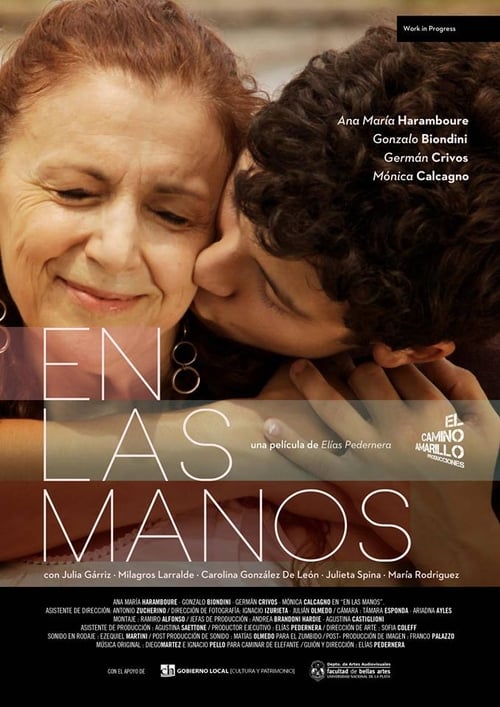 Work in Progress
Ana María Haramboure
Gonzalo Biondini
Germán Crivos
Mónica Calcagno
EN
LAS
MANOS
una película de Elías Pedernera
EL
CAMINO
AMARILLO
PRODUCCIONES
con Julia Gárriz · Milagros Larralde · Carolina González De León · Julieta Spina · María Rodríguez
ANA MARÍA HARAMBOURE · GONZALO BIONDINI · GERMÁN CRIVOS · MÓNICA CALCAGNO EN "EN LAS MANOS".
ASISTENTE DE DIRECCIÓN: ANTONIO ZUCHERINO / DIRECCIÓN DE FOTOGRAFÍA: IGNACIO IZURIETA · JULIÁN OLMEDO / CÁMARA : TÁMARA ESPONDA · ARIADNA AYLES
MONTAJE : RAMIRO ALFONSO / JEFAS DE PRODUCCIÓN : ANDREA BRANDONI HARDIE · AGUSTINA CASTIGLIONI
ASISTENTE DE PRODUCCIÓN : AGUSTINA SAETTONE / PRODUCTOR EJECUTIVO : ELÍAS PEDERNERA / DIRECCIÓN DE ARTE : SOFIA COLEFF
SONIDO EN RODAJE : EZEQUIEL MARTINI / POST PRODUCCIÓN DE SONIDO : MATÍAS OLMEDO PARA EL ZUMBIDO / POST- PRODUCCIÓN DE IMAGEN : FRANCO PALAZZO
MÚSICA ORIGINAL : DIEGO MARTEZ E IGNACIO PELLO PARA CAMINAR DE ELEFANTE / GUIÓN Y DIRECCIÓN : ELÍAS PEDERNERA
CON EL APOYO DE
ch GOBIERNO LOCAL [CULTURA Y PATRIMONIO]
Depto. de Artes Audiovisuales
facultad de bellas artes
UNIVERSIDAD NACIONAL DE LA PLATA